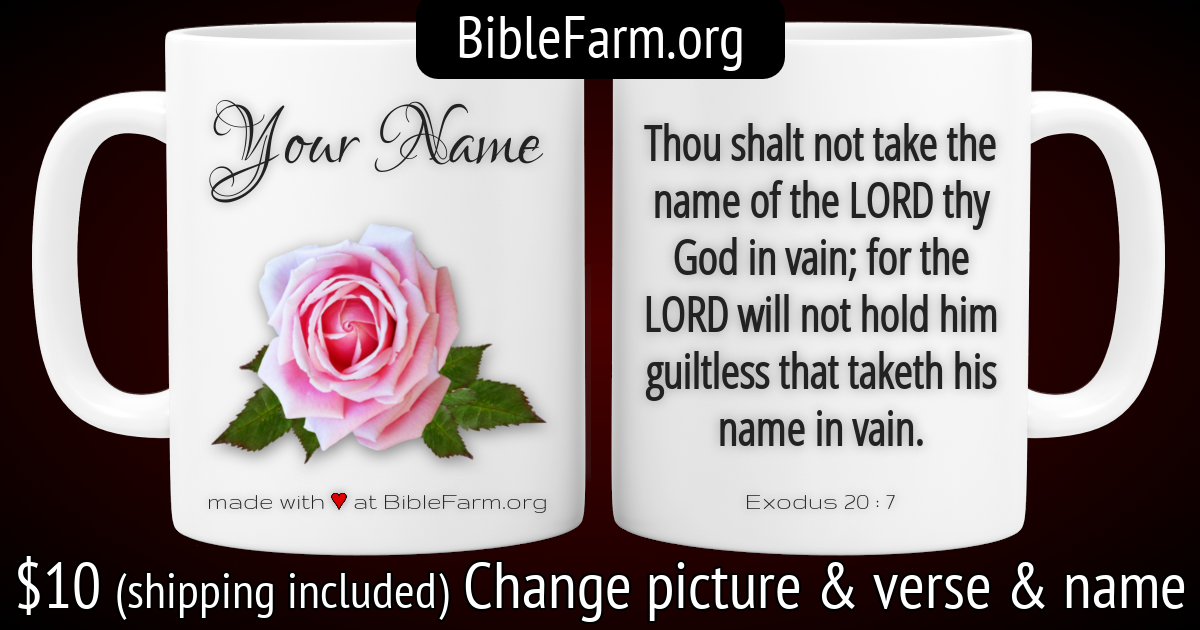 BibleFarm.org
Your Name
made with ♥ at BibleFarm.org
Thou shalt not take the
name of the LORD thy
God in vain; for the
LORD will not hold him
guiltless that taketh his
name in vain.
Exodus 20 : 7
$10 (shipping included) Change picture & verse & name